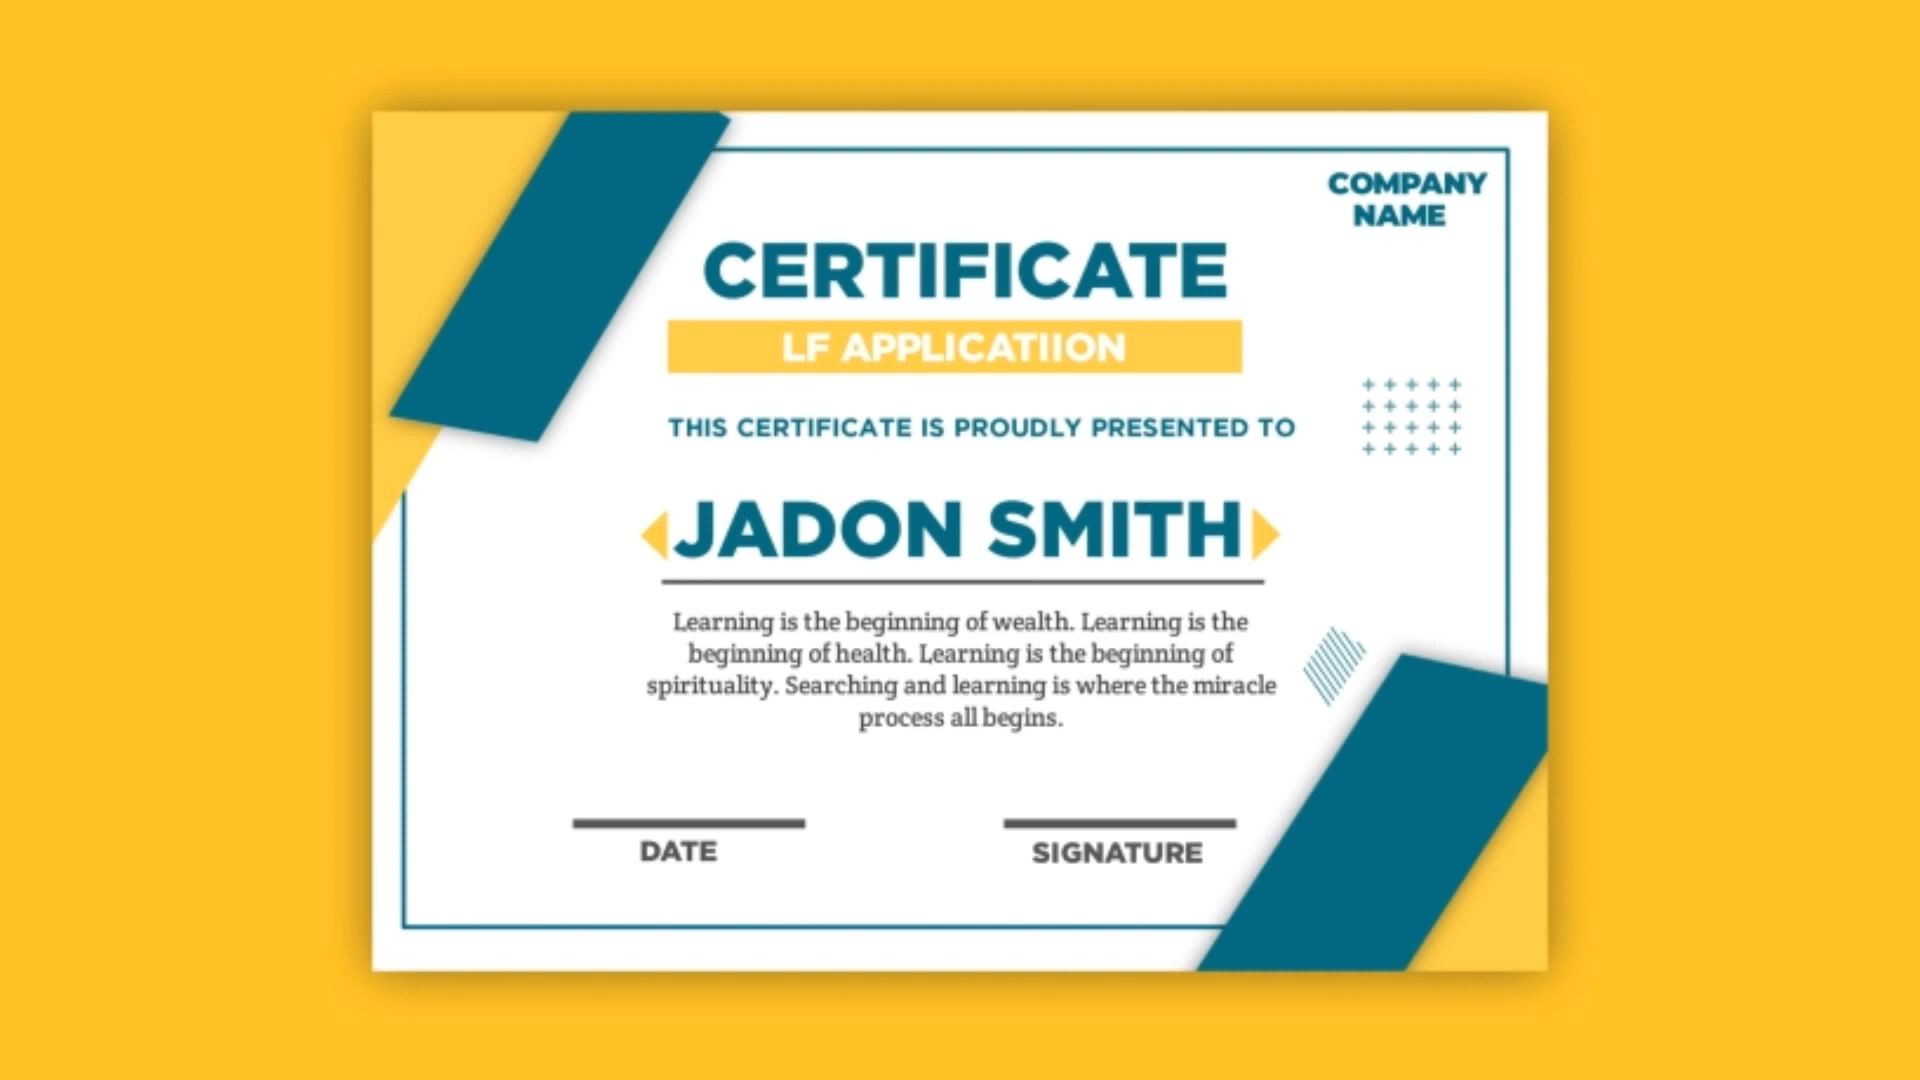 COMPANY
NAME
CERTIFICATE
LF APPLICATIION
THIS CERTIFICATE IS PROUDLY PRESENTED TO
JADON SMITH
Learning is the beginning of wealth. Learning is the
beginning of health. Learning is the beginning of
spirituality. Searching and learning is where the miracle
process all begins.
DATE
SIGNATURE